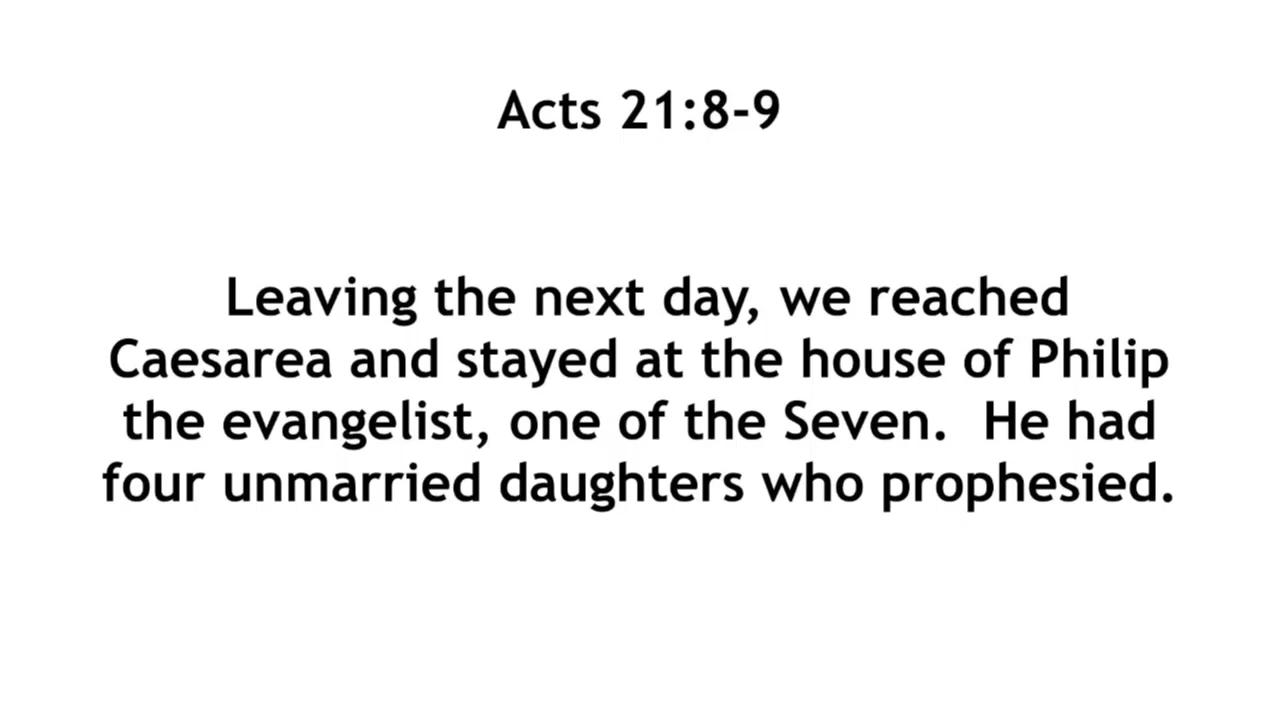 Acts 21:8-9
Leaving the next day, we reached
Caesarea and stayed at the house of Philip
the evangelist, one of the Seven.  He had
four unmarried daughters who prophesied.